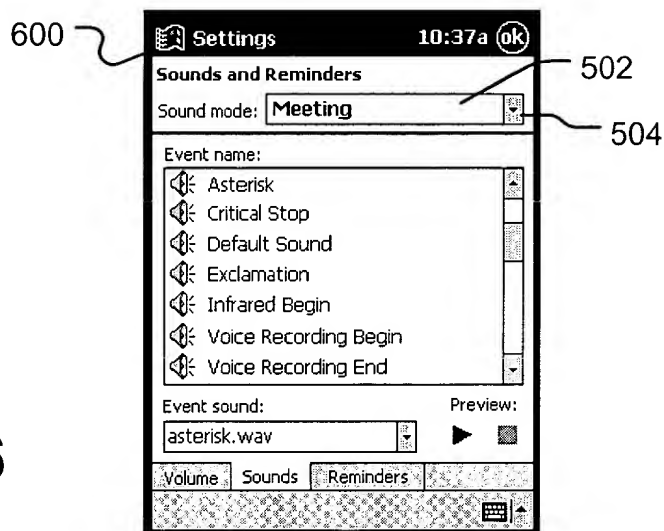 600
Settings 10:37a ok
Sounds and Reminders
502
Sound mode: Meeting
504
Event name:
Asterisk
Critical Stop
Default Sound
Exclamation
Infrared Begin
Voice Recording Begin
Voice Recording End
Event sound: Preview:
asterisk.wav
Volume Sounds Reminders